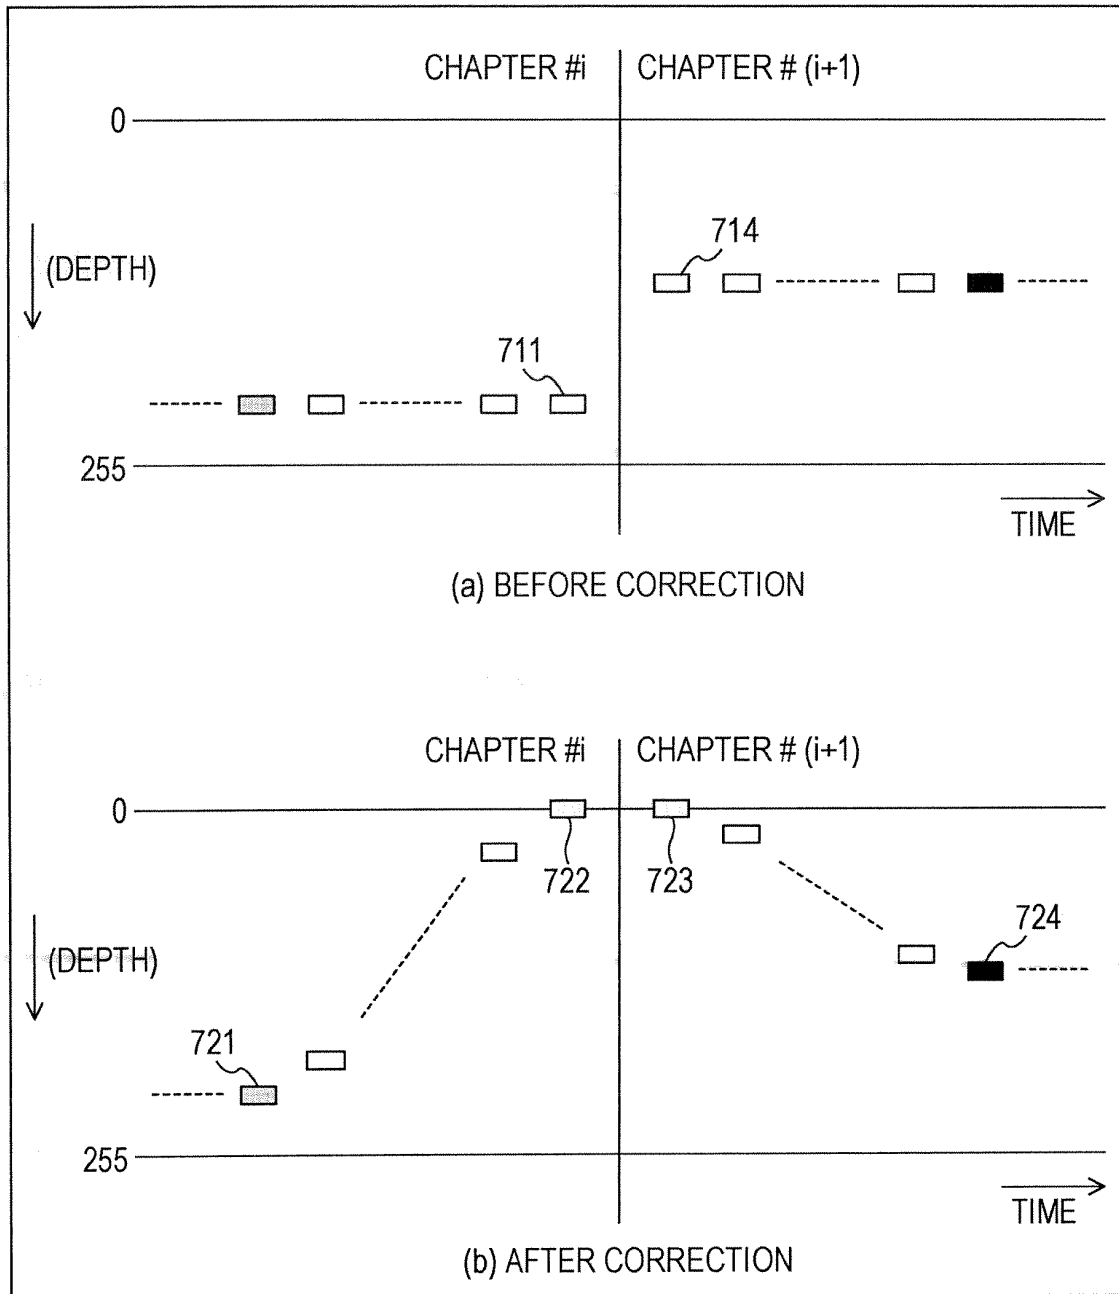 CHAPTER #i CHAPTER # (i+1)
0
714
(DEPTH)
711
255
TIME
(a) BEFORE CORRECTION
CHAPTER #i CHAPTER # (i+1)
0
722 723
724
(DEPTH)
721
255
TIME
(b) AFTER CORRECTION